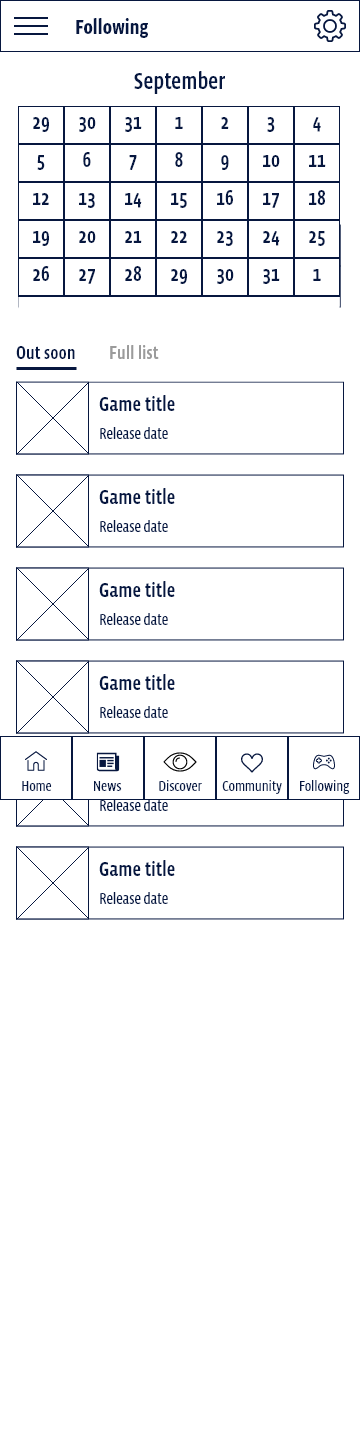 Following
September
29 30 31 1 2 3 4
5 6 7 8 9 10 11
12 13 14 15 16 17 18
19 20 21 22 23 24 25
26 27 28 29 30 31 1
Out soon Full list
Game title
Release date
Game title
Release date
Game title
Release date
Game title
Release date
Home News Discover Community Following
Release date
Game title
Release date